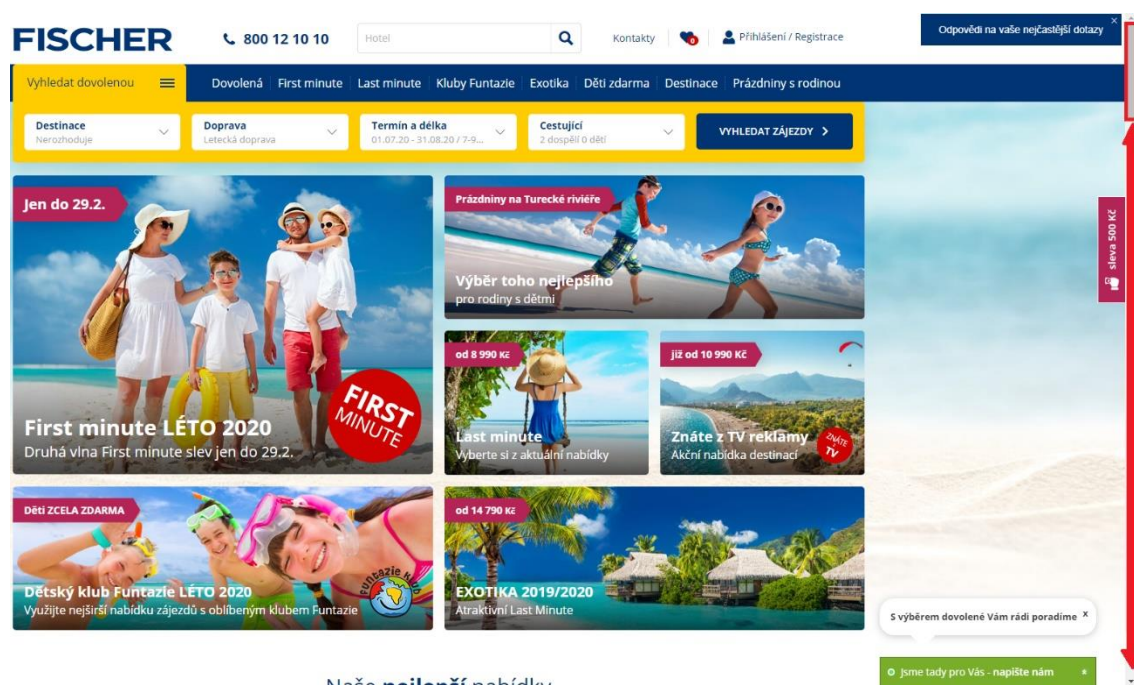 FISCHER
800 12 10 10
Hotel
Kontakty
0
Přihlášení / Registrace
Odpovědi na vaše nejčastější dotazy
x
Vyhledat dovolenou
Dovolená
First minute
Last minute
Kluby Funtazie
Exotika
Děti zdarma
Destinace
Prázdniny s rodinou
Destinace
Nerozhoduje
Doprava
Letecká doprava
Termín a délka
01.07.20 - 31.08.20 / 7-9...
Cestující
2 dospělí 0 dětí
VYHLEDAT ZÁJEZDY
sleva 500 Kč
Jen do 29.2.
FIRST
MINUTE
First minute LÉTO 2020
Druhá vlna First minute slev jen do 29.2.
Prázdniny na Turecké riviéře
Výběr toho nejlepšího
pro rodiny s dětmi
od 8 990 Kč
Last minute
Vyberte si z aktuální nabídky
již od 10 990 Kč
Znáte z TV reklamy
Akční nabídka destinací
ZNÁTE
TV
Děti ZCELA ZDARMA
Dětský klub Funtazie LÉTO 2020
Využijte nejširší nabídku zájezdů s oblíbeným klubem Funtazie
Funtazie Klub
od 14 790 Kč
EXOTIKA 2019/2020
Atraktivní Last Minute
S výběrem dovolené Vám rádi poradíme
x
Jsme tady pro Vás - napište nám
Naše nejlepší nabídky